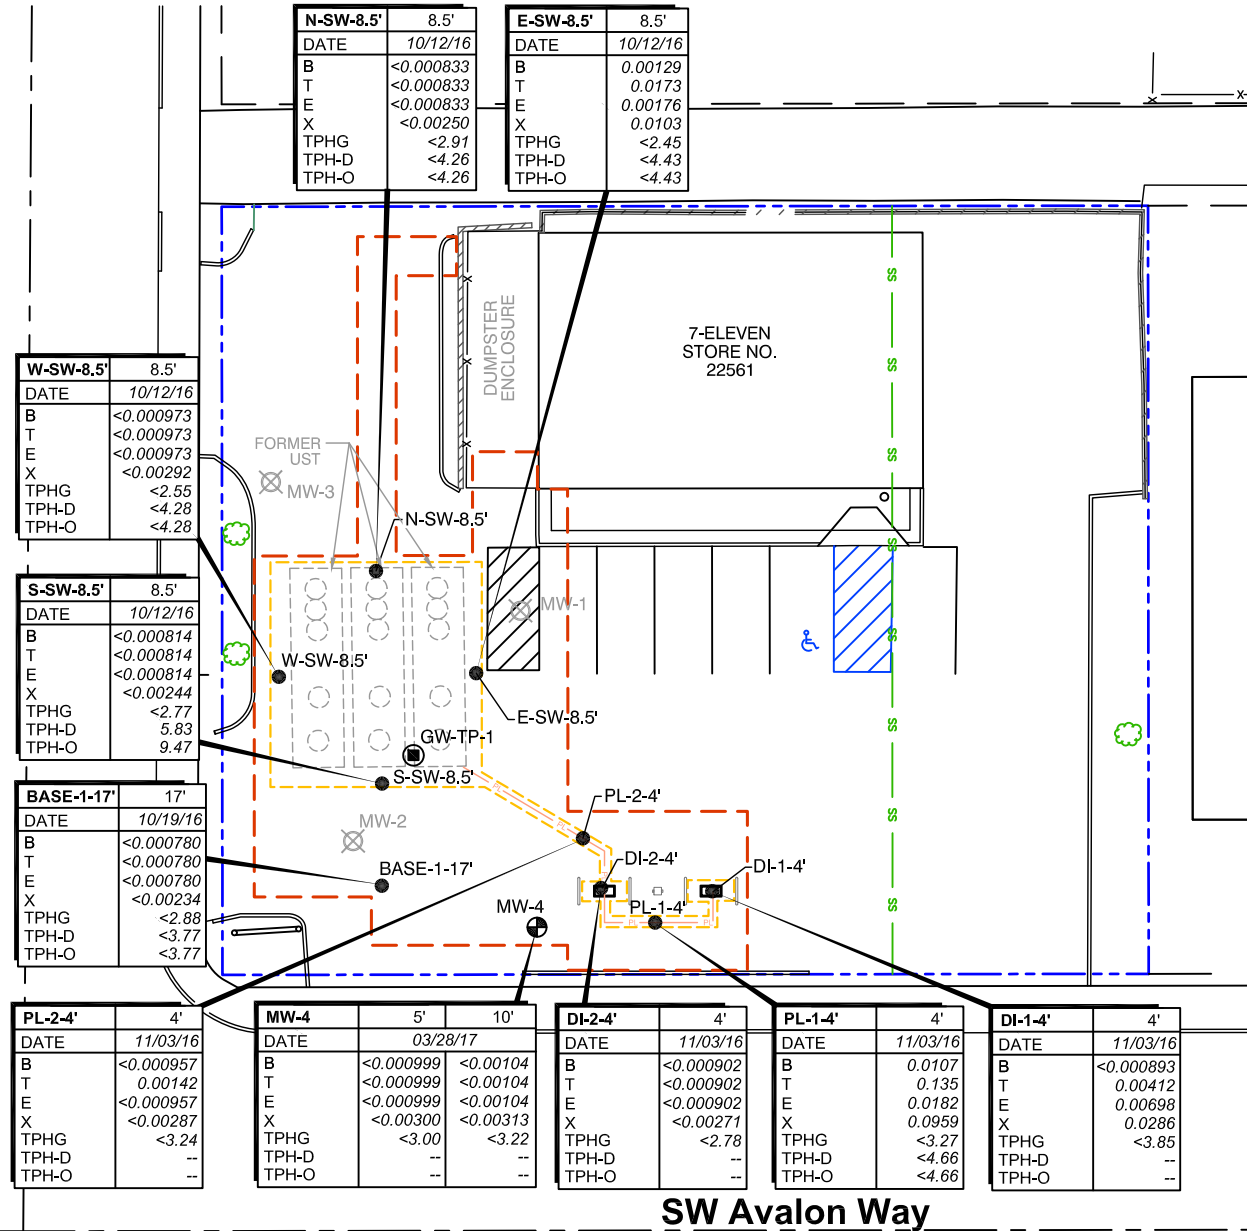 N-SW-8.5' 8.5'
DATE 10/12/16
B <0.000833
T <0.000833
E <0.000833
X <0.00250
TPHG <2.91
TPH-D <4.26
TPH-O <4.26
E-SW-8.5' 8.5'
DATE 10/12/16
B 0.00129
T 0.0173
E 0.00176
X 0.0103
TPHG <2.45
TPH-D <4.43
TPH-O <4.43
x
x
SS
DUMPSTER
ENCLOSURE
x
x
x
7-ELEVEN
STORE NO.
22561
SS
W-SW-8.5' 8.5'
DATE 10/12/16
B <0.000973
T <0.000973
E <0.000973
X <0.00292
TPHG <2.55
TPH-D <4.28
TPH-O <4.28
FORMER
UST
MW-3
N-SW-8.5'
SS
MW-1
SS
S-SW-8.5' 8.5'
DATE 10/12/16
B <0.000814
T <0.000814
E <0.000814
X <0.00244
TPHG <2.77
TPH-D 5.83
TPH-O 9.47
W-SW-8.5'
E-SW-8.5'
GW-TP-1
S-SW-8.5'
BASE-1-17' 17'
DATE 10/19/16
B <0.000780
T <0.000780
E <0.000780
X <0.00234
TPHG <2.88
TPH-D <3.77
TPH-O <3.77
PL
PL
PL-2-4'
SS
MW-2
DI-2-4'
DI-1-4'
BASE-1-17'
MW-4
PL-1-4'
PL
PL
SS
PL-2-4' 4'
DATE 11/03/16
B <0.000957
T 0.00142
E <0.000957
X <0.00287
TPHG <3.24
TPH-D --
TPH-O --
MW-4 5' 10'
DATE 03/28/17
B <0.000999 <0.00104
T <0.000999 <0.00104
E <0.000999 <0.00104
X <0.00300 <0.00313
TPHG <3.00 <3.22
TPH-D -- --
TPH-O -- --
DI-2-4' 4'
DATE 11/03/16
B <0.000902
T <0.000902
E <0.000902
X <0.00271
TPHG <2.78
TPH-D --
TPH-O --
PL-1-4' 4'
DATE 11/03/16
B 0.0107
T 0.135
E 0.0182
X 0.0959
TPHG <3.27
TPH-D <4.66
TPH-O <4.66
DI-1-4' 4'
DATE 11/03/16
B <0.000893
T 0.00412
E 0.00698
X 0.0286
TPHG <3.85
TPH-D --
TPH-O --
SW Avalon Way